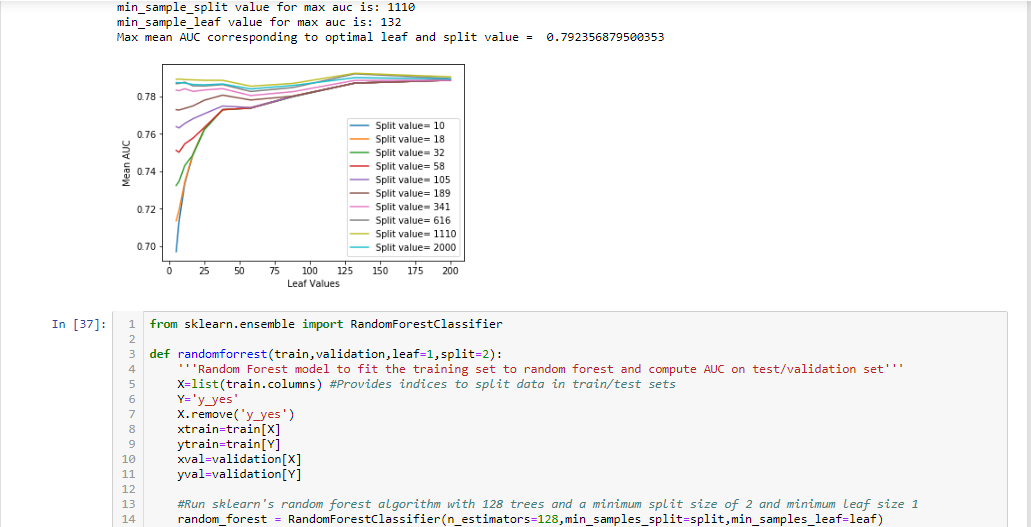 min_sample_split value for max auc is: 1110
min_sample_leaf value for max auc is: 132
Max mean AUC corresponding to optimal leaf and split value =  0.792356879500353
0.78
0.76
0.74
0.72
0.70
Mean AUC
Split value= 10
Split value= 18
Split value= 32
Split value= 58
Split value= 105
Split value= 189
Split value= 341
Split value= 616
Split value= 1110
Split value= 2000
0 25 50 75 100 125 150 175 200
Leaf Values
In [37]:
1 from sklearn.ensemble import RandomForestClassifier
2
3 def randomforrest(train,validation,leaf=1,split=2):
4     '''Random Forest model to fit the training set to random forest and compute AUC on test/validation set'''
5     X=list(train.columns) #Provides indices to split data in train/test sets
6     Y='y_yes'
7     X.remove('y_yes')
8     xtrain=train[X]
9     ytrain=train[Y]
10     xval=validation[X]
11     yval=validation[Y]
12
13     #Run sklearn's random forest algorithm with 128 trees and a minimum split size of 2 and minimum leaf size 1
14     random_forest = RandomForestClassifier(n_estimators=128,min_samples_split=split,min_samples_leaf=leaf)